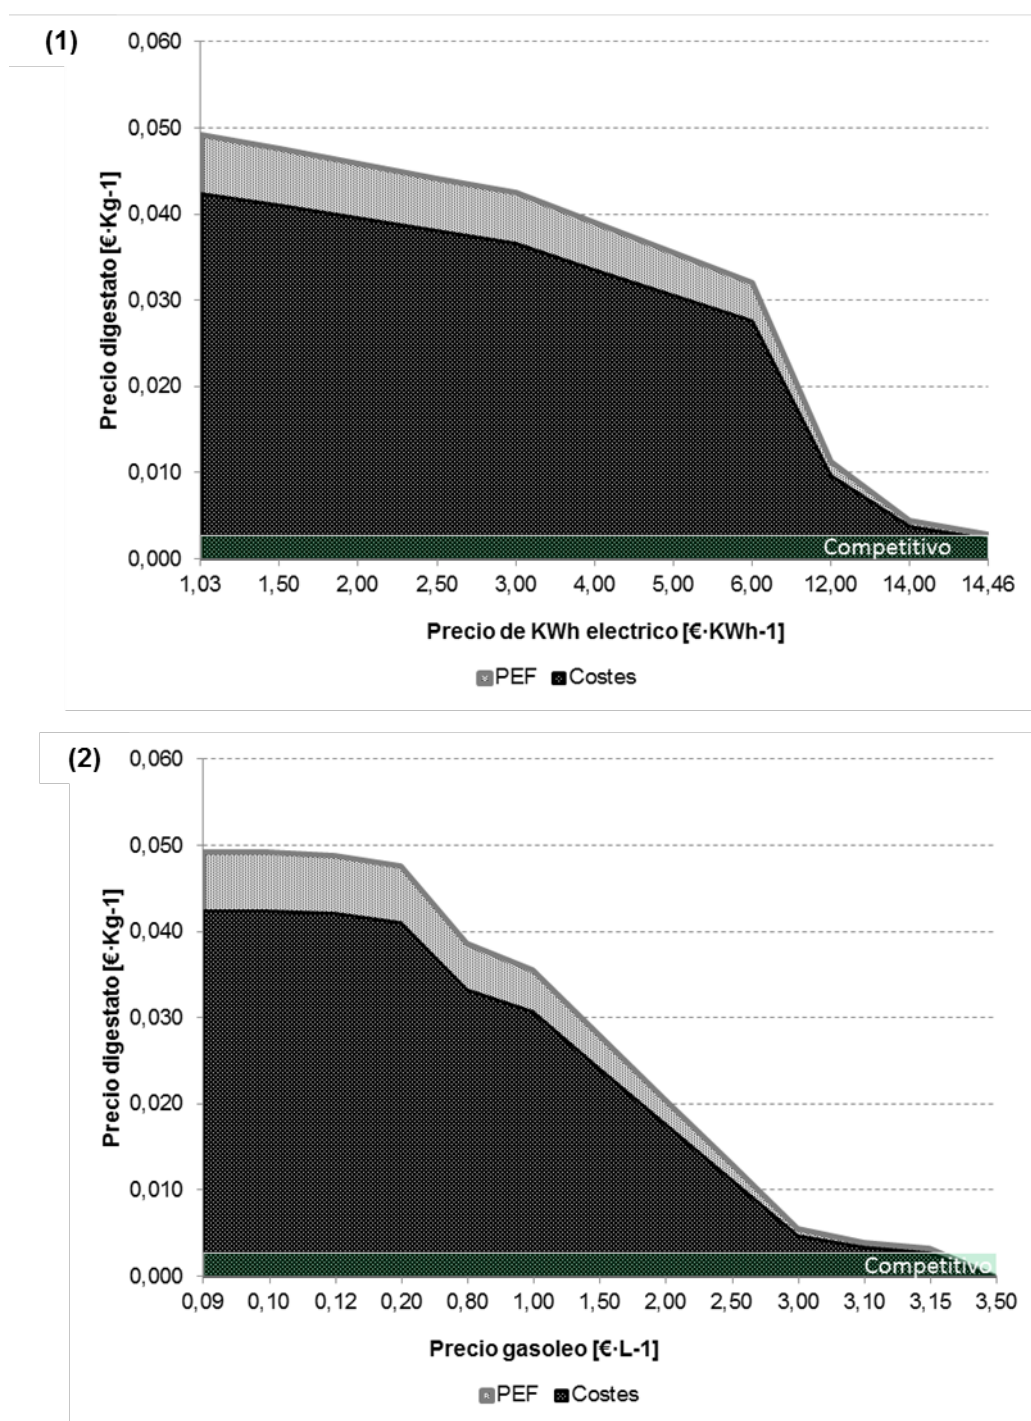 (1)
0,060
0,050
0,040
0,030
0,020
0,010
0,000
Precio digestato [€·Kg-1]
Competitivo
1,03 1,50 2,00 2,50 3,00 4,00 5,00 6,00 12,00 14,00 14,46
Precio de KWh electrico [€·KWh-1]
PEF Costes
(2)
0,060
0,050
0,040
0,030
0,020
0,010
0,000
Precio digestato [€·Kg-1]
Competitivo
0,09 0,10 0,12 0,20 0,80 1,00 1,50 2,00 2,50 3,00 3,10 3,15 3,50
Precio gasoleo [€·L-1]
PEF Costes